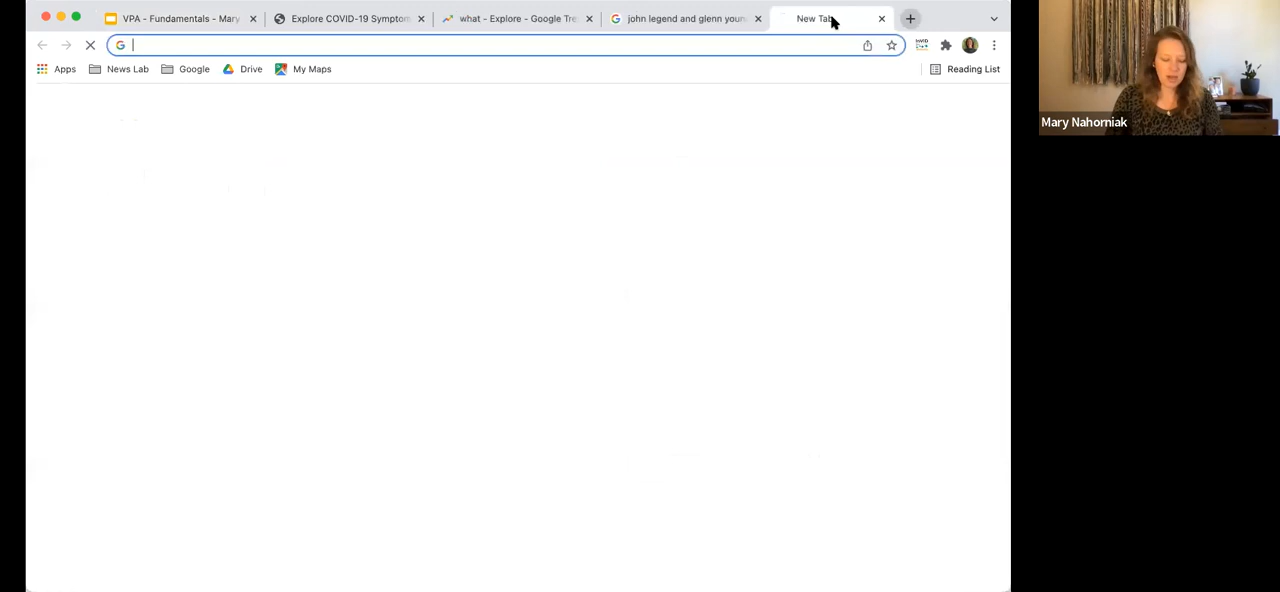 VPA - Fundamentals - Mary
Explore COVID-19 Symptom
what - Explore - Google Tre
john legend and glenn youn
New Tab
Apps
News Lab
Google
Drive
My Maps
Reading List
Mary Nahorniak